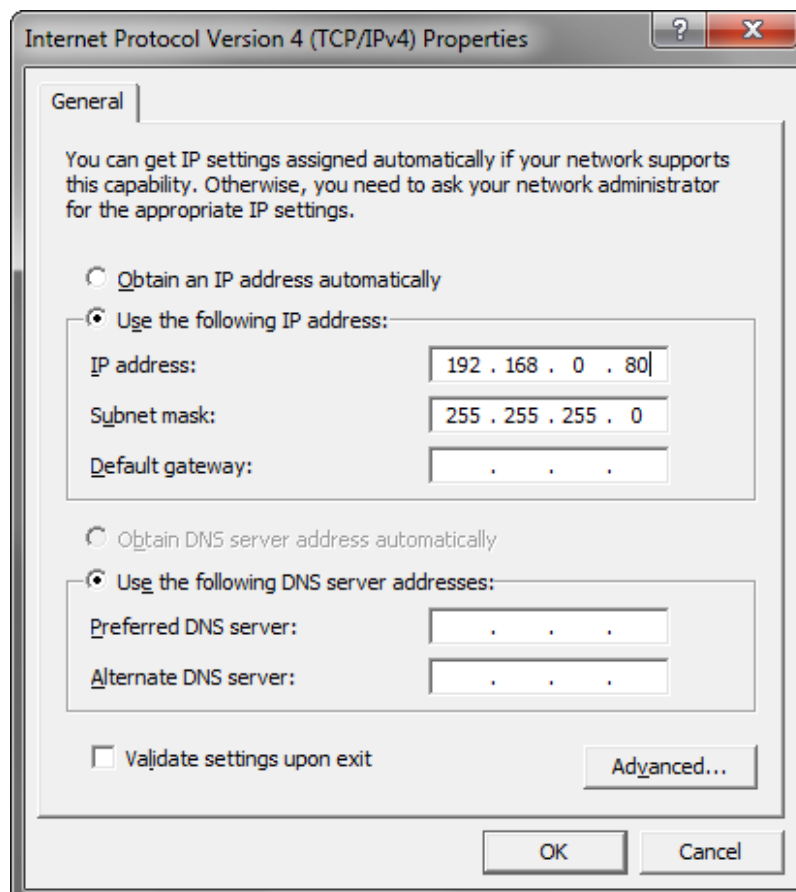 Internet Protocol Version 4 (TCP/IPv4) Properties
?
X
General
You can get IP settings assigned automatically if your network supports
this capability. Otherwise, you need to ask your network administrator
for the appropriate IP settings.
Obtain an IP address automatically
Use the following IP address:
IP address: 192 . 168 . 0 . 80
Subnet mask: 255 . 255 . 255 . 0
Default gateway: . . .
Obtain DNS server address automatically
Use the following DNS server addresses:
Preferred DNS server: . . .
Alternate DNS server: . . .
Validate settings upon exit
Advanced...
OK Cancel